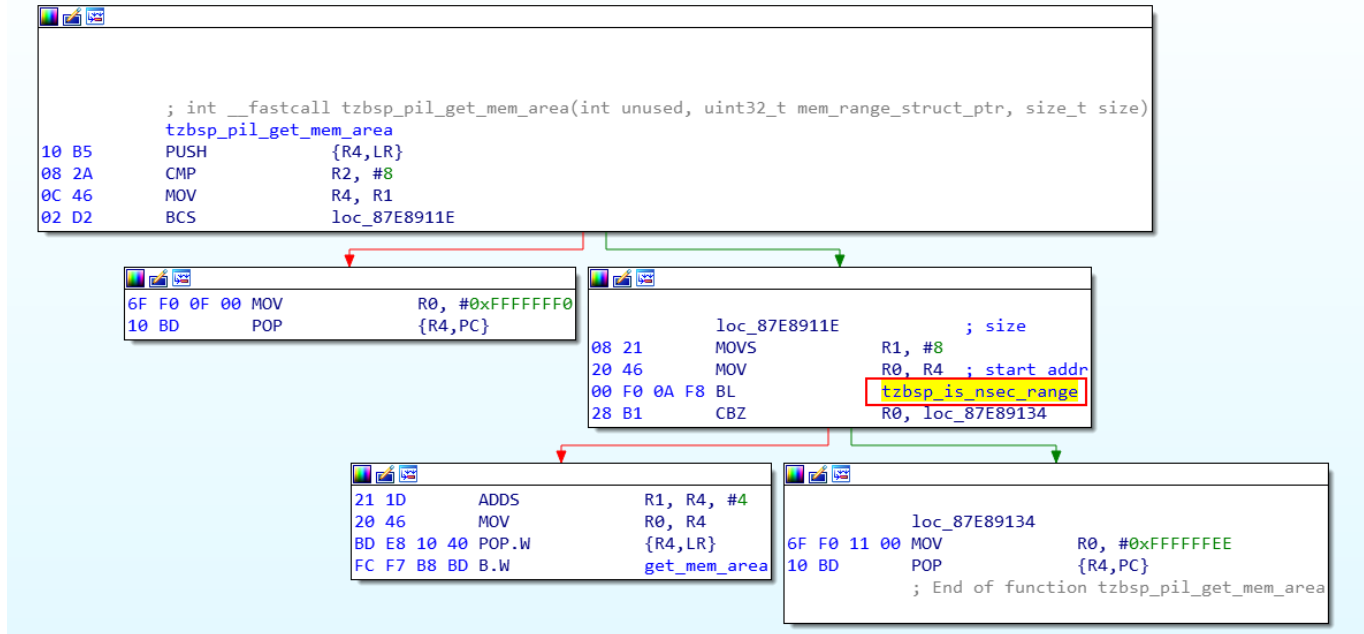 ; int __fastcall tzbsp_pil_get_mem_area(int unused, uint32_t mem_range_struct_ptr, size_t size)
tzbsp_pil_get_mem_area
10 B5 PUSH {R4,LR}
08 2A CMP R2, #8
0C 46 MOV R4, R1
02 D2 BCS loc_87E8911E
6F F0 0F 00 MOV R0, #0xFFFFFFF0
10 BD POP {R4,PC}
loc_87E8911E ; size
08 21 MOVS R1, #8
20 46 MOV R0, R4 ; start addr
00 F0 0A F8 BL tzbsp_is_nsec_range
28 B1 CBZ R0, loc_87E89134
21 1D ADDS R1, R4, #4
20 46 MOV R0, R4
BD E8 10 40 POP.W {R4,LR}
FC F7 B8 BD B.W get_mem_area
loc_87E89134
6F F0 11 00 MOV R0, #0xFFFFFFEE
10 BD POP {R4,PC}
; End of function tzbsp_pil_get_mem_area